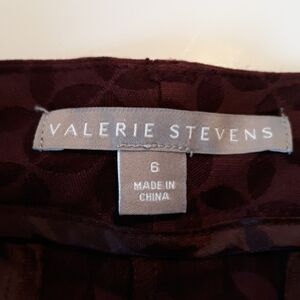 VALERIE STEVENS
6
MADE IN
CHINA